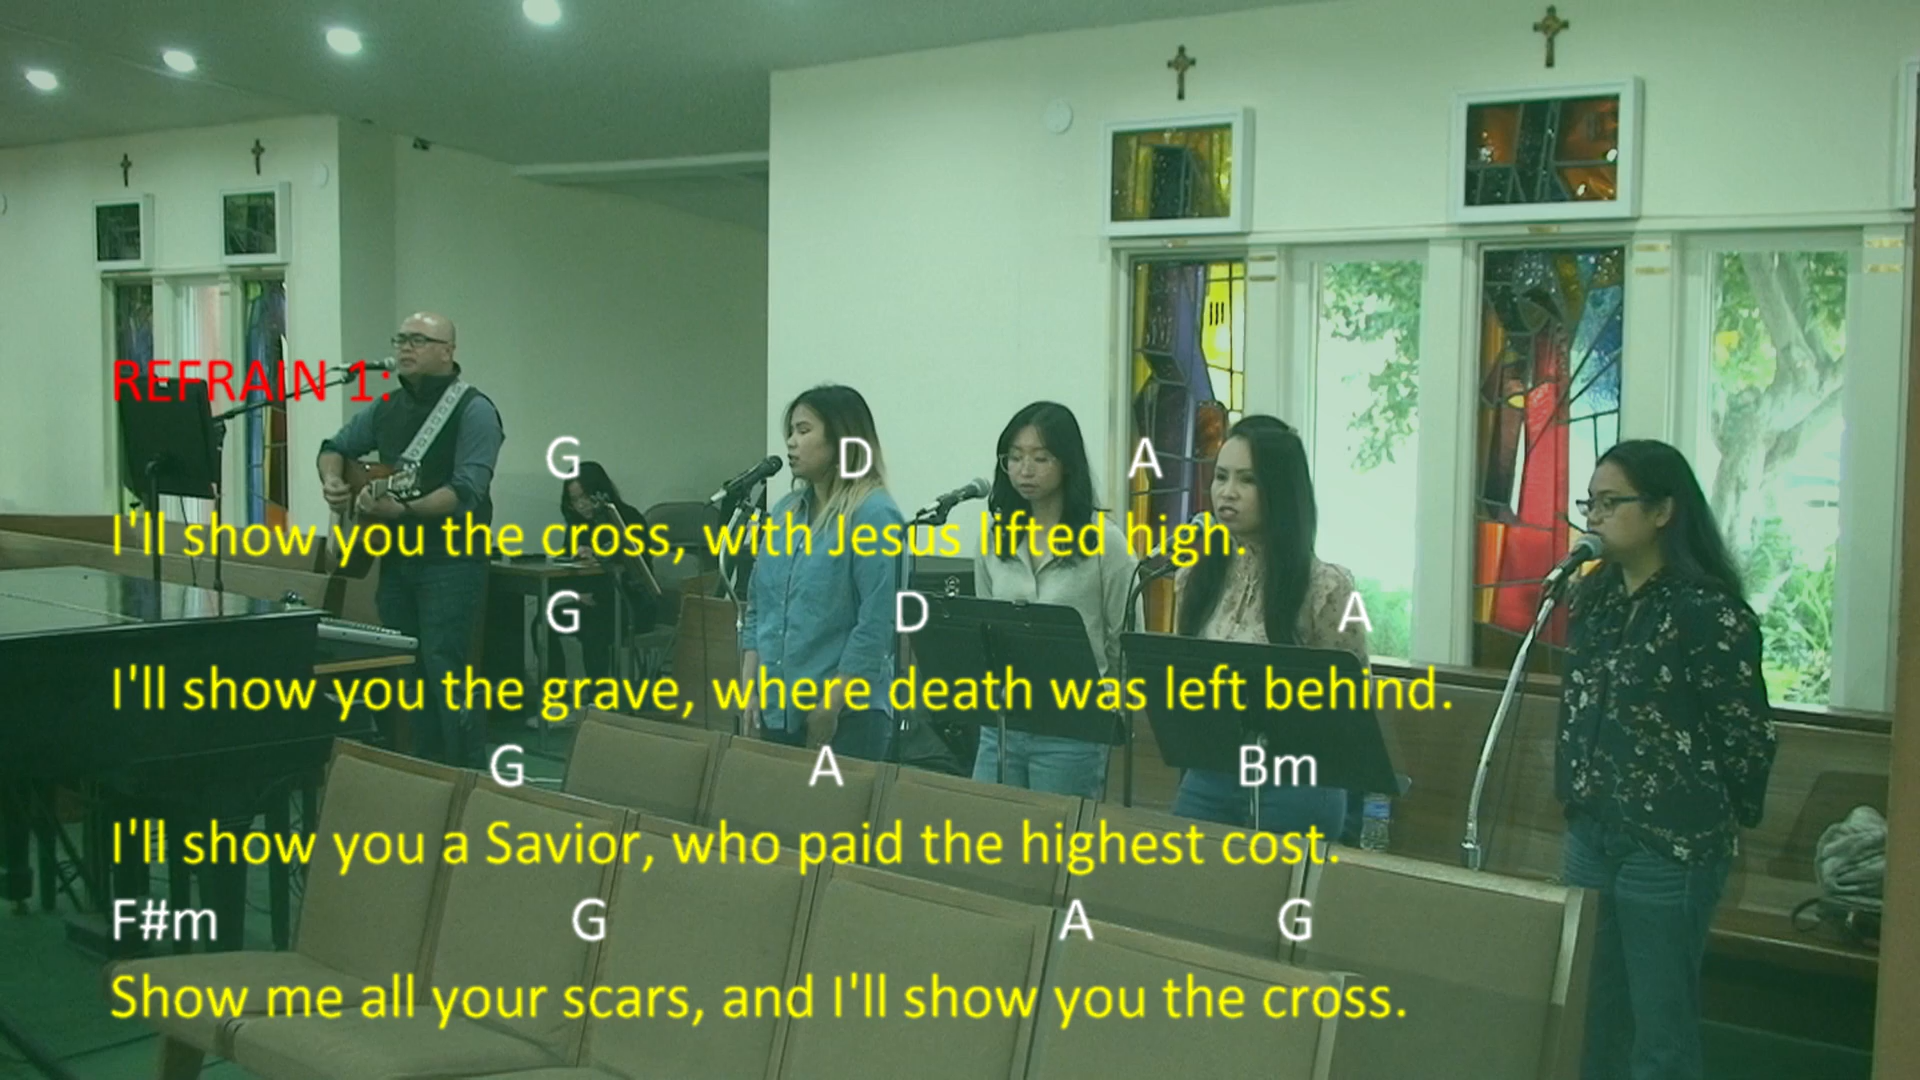 REFRAIN 1:
G D A
I'll show you the cross, with Jesus lifted high.
G D A
I'll show you the grave, where death was left behind.
G A Bm
I'll show you a Savior, who paid the highest cost.
F#m G A G
Show me all your scars, and I'll show you the cross.